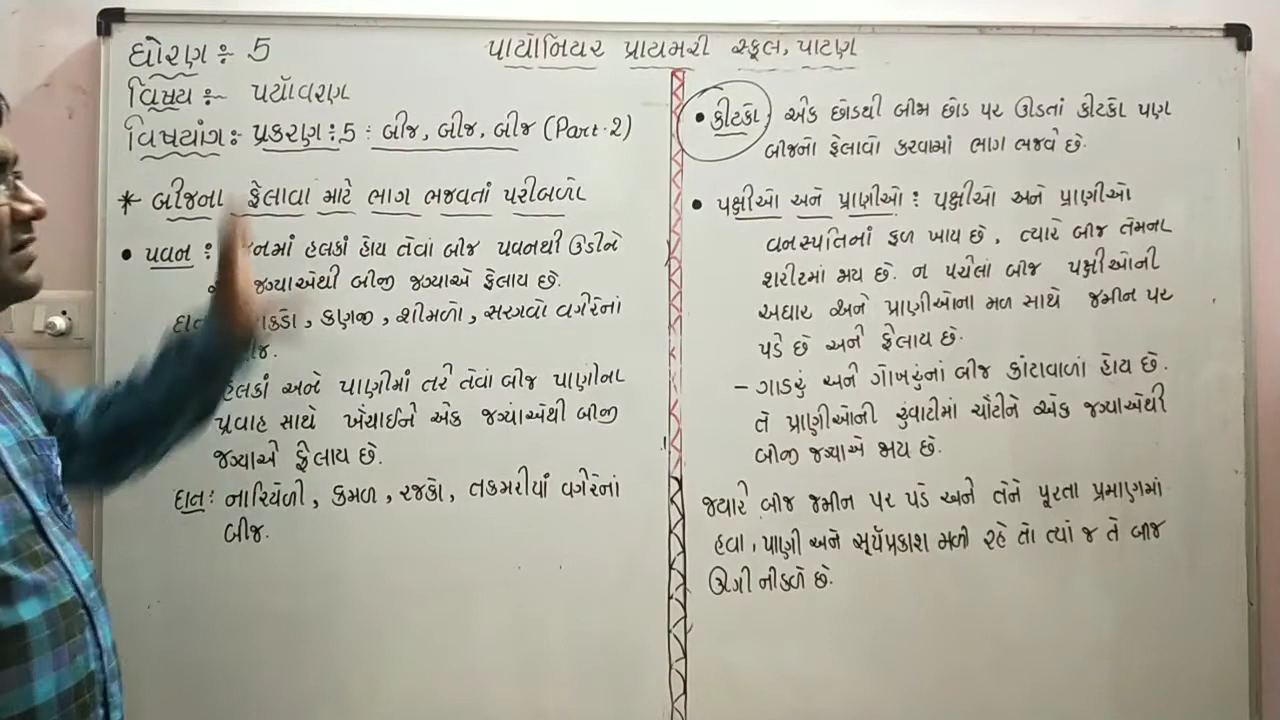 પાયોનિયર પ્રાયમરી સ્કૂલ, પાટણ
ધોરણ ઃ- 5
વિષય ઃ- પર્યાવરણ
વિષયાંગ ઃ- પ્રકરણ ઃ 5 ઃ બીજ, બીજ, બીજ (Part-2)
* બીજના ફેલાવા માટે ભાગ ભજવતાં પરીબળો
• પવન ઃ હલકાં હોય તેવાં બીજ પવનથી ઉડીને
જગ્યાએથી બીજી જગ્યાએ ફેલાય છે.
કણજી, શીમળો, સરગવો વગેરેનાં
હલકાં અને પાણીમાં તરે તેવાં બીજ પાણીના
પ્રવાહ સાથે ખેંચાઈને એક જગ્યાએથી બીજી
જગ્યાએ ફેલાય છે.
દા.ત ઃ નારિયેળી, કમળ, રજકો, તકમરીયાં વગેરેનાં
બીજ.
• કીટકો એક છોડથી બીજા છોડ પર ઊડતાં કીટકો પણ
બીજનો ફેલાવો કરવામાં ભાગ ભજવે છે.
• પક્ષીઓ અને પ્રાણીઓ ઃ પક્ષીઓ અને પ્રાણીઓ
વનસ્પતિનાં ફળ ખાય છે, ત્યારે બીજ તેમના
શરીરમાં જાય છે. ન પચેલાં બીજ પક્ષીઓની
અઘાર અને પ્રાણીઓના મળ સાથે જમીન પર
પડે છે અને ફેલાય છે.
- ગાડરું અને ગોખરુંનાં બીજ કાંટાવાળાં હોય છે.
તે પ્રાણીઓની રુંવાટીમાં ચોંટીને એક જગ્યાએથી
બીજી જગ્યાએ જાય છે.
જ્યારે બીજ જમીન પર પડે અને તેને પૂરતા પ્રમાણમાં
હવા, પાણી અને સૂર્યપ્રકાશ મળી રહે તો ત્યાં જ તે બીજ
ઊગી નીકળે છે.